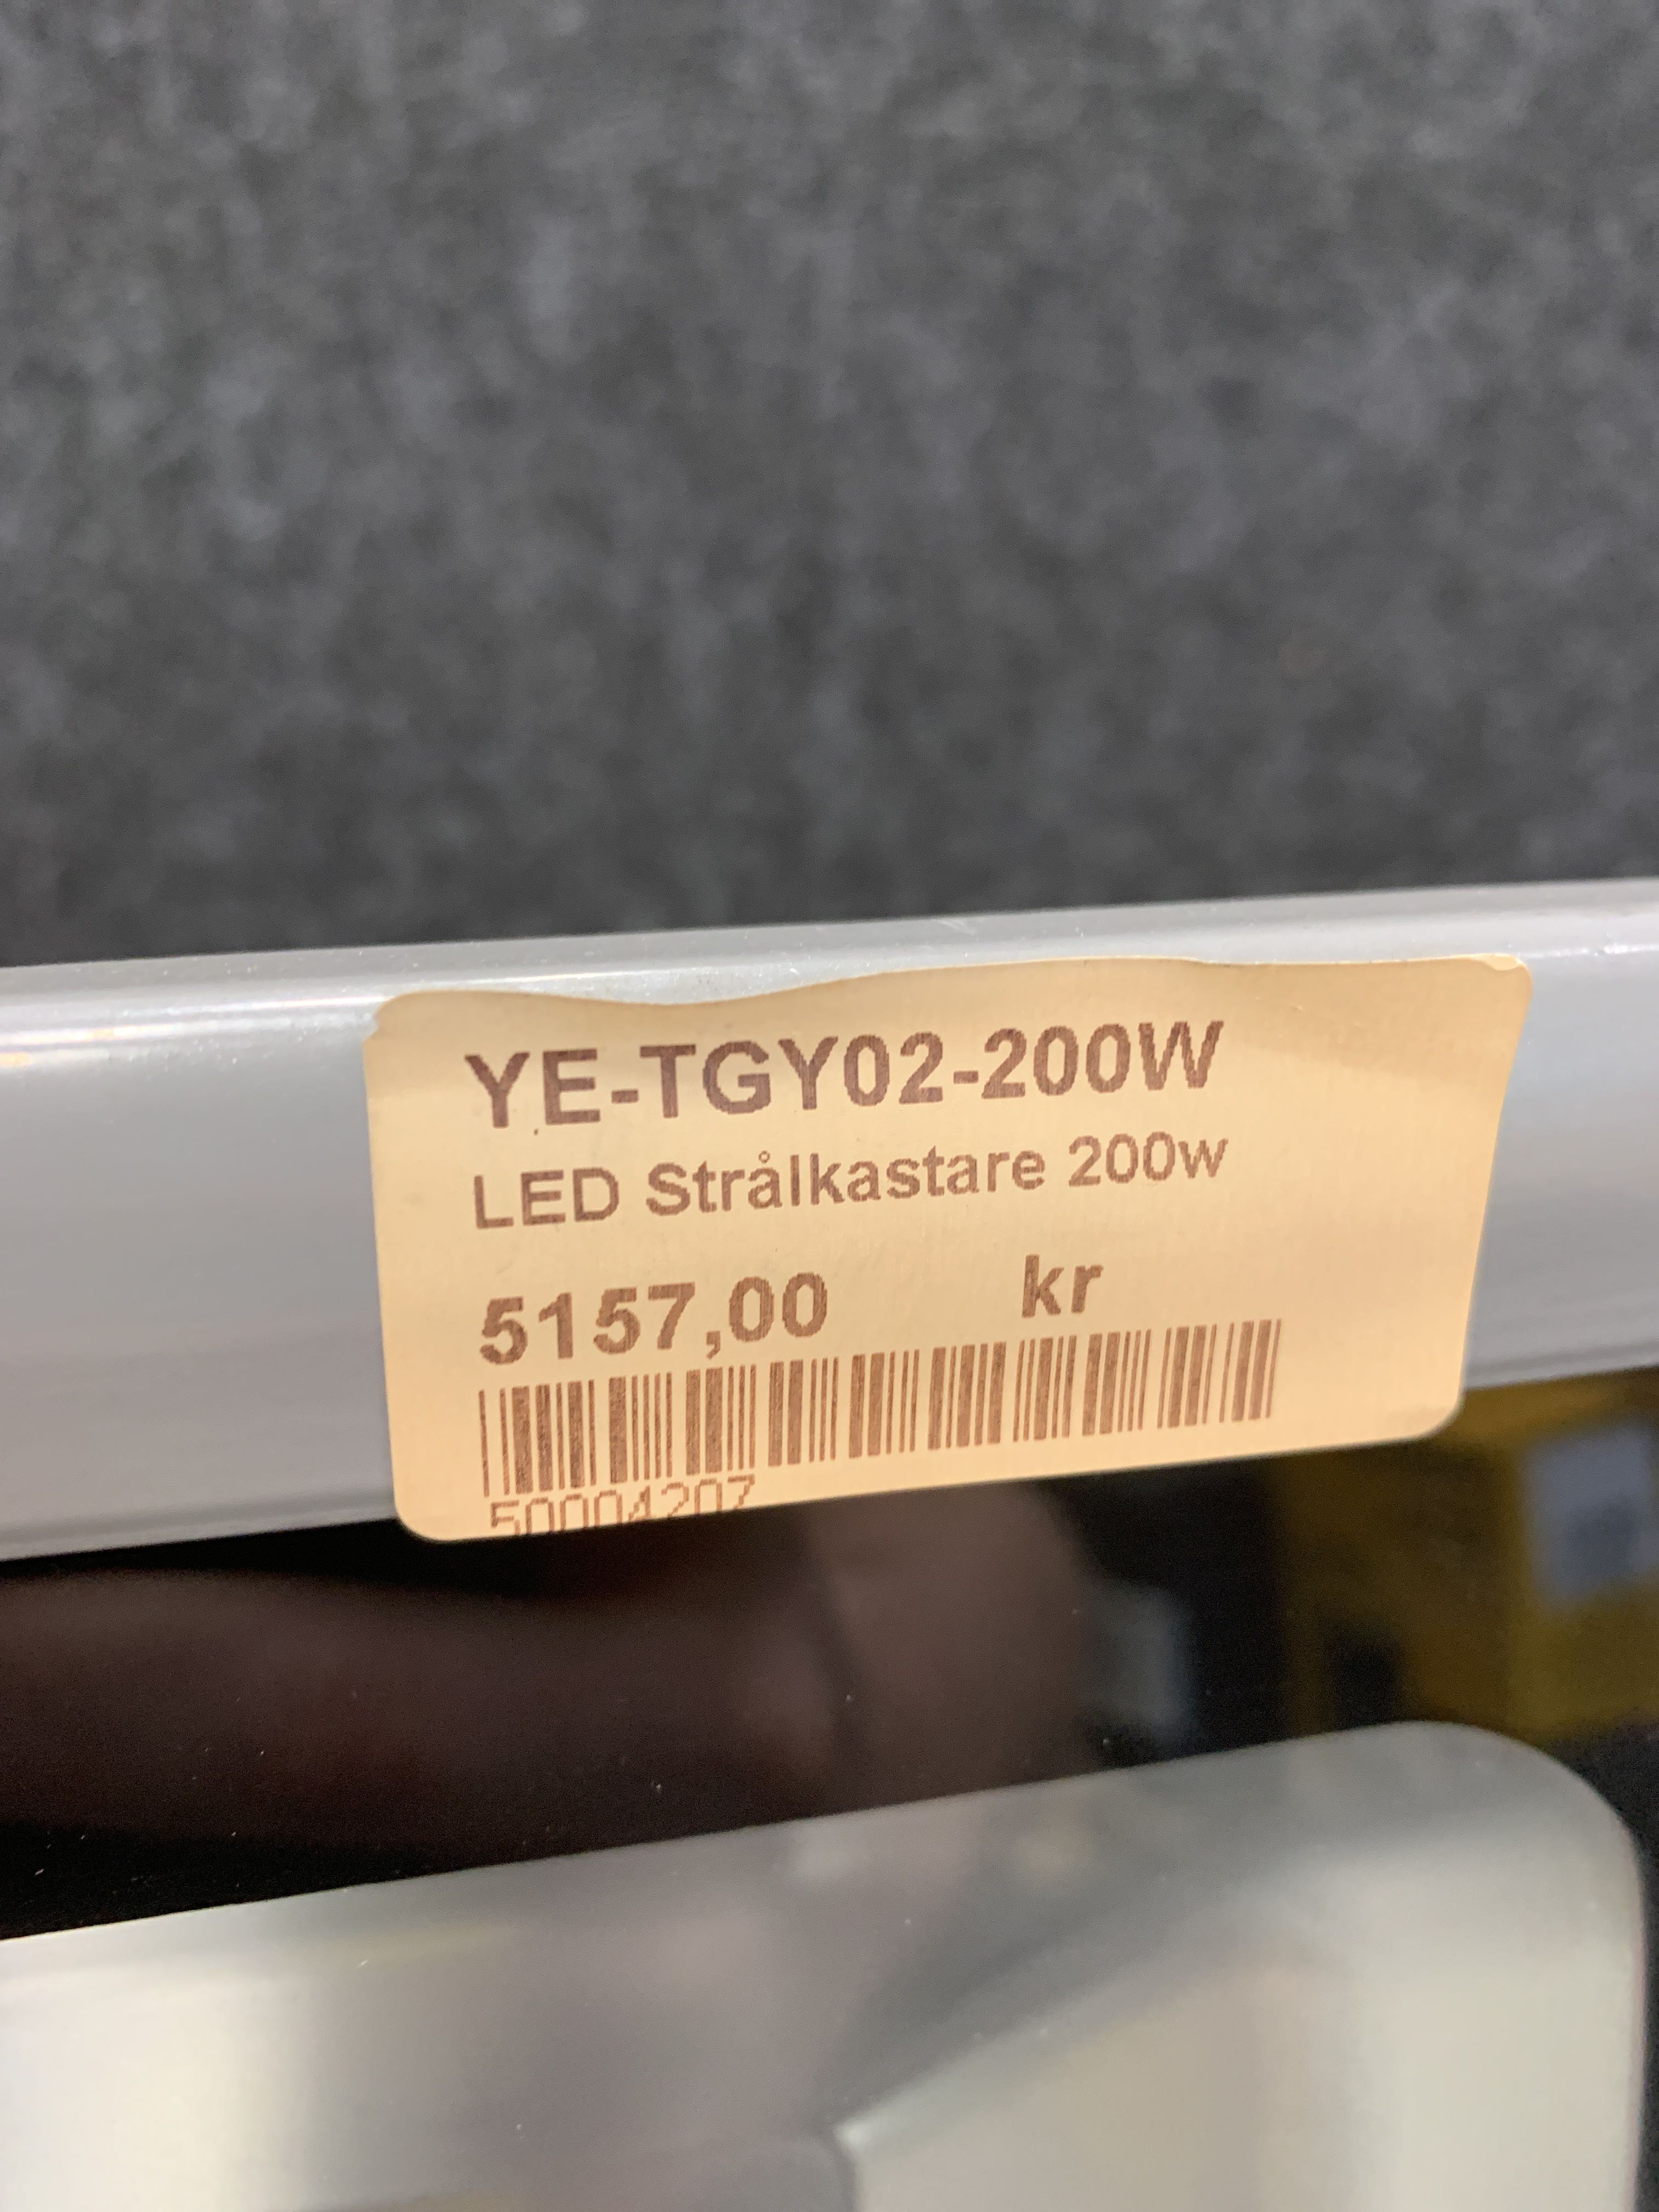 YE-TGY02-200W
LED Strålkastare 200w
5157,00 kr
50004207